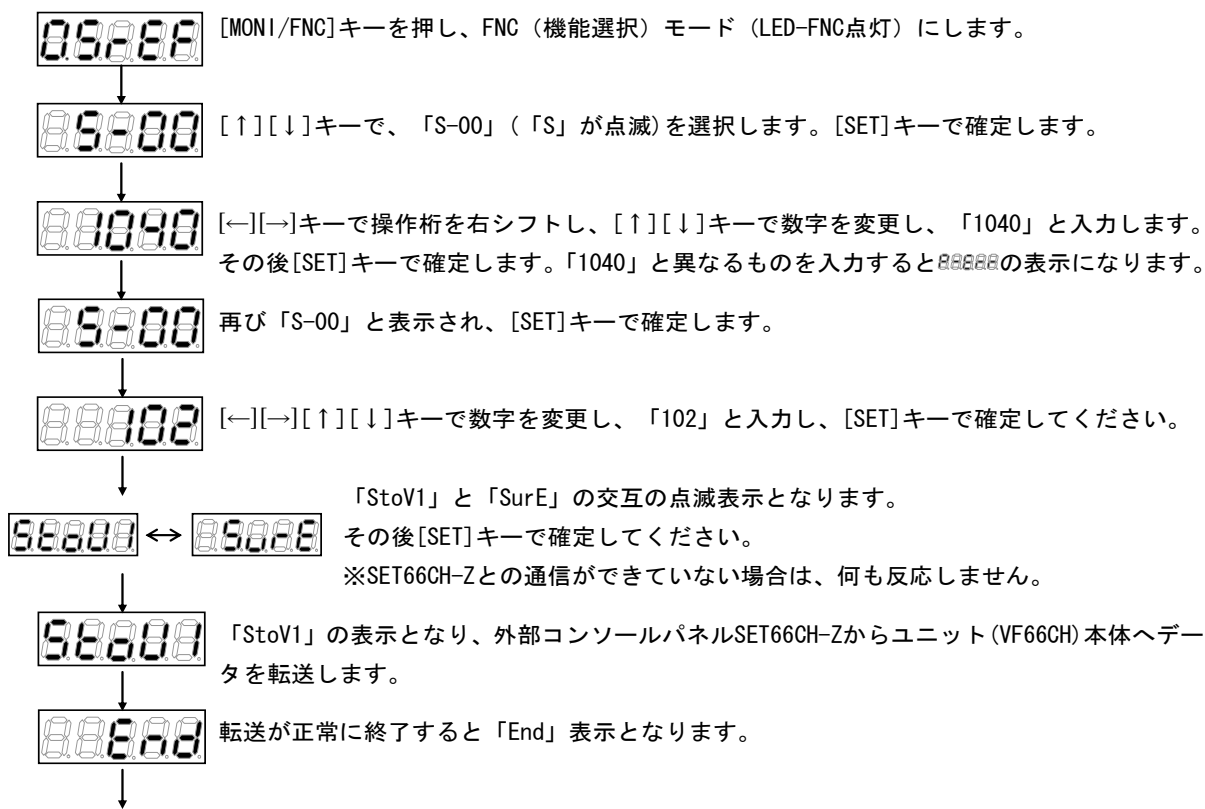 0.SrEF
[MONI/FNC]キーを押し、FNC（機能選択）モード（LED-FNC点灯）にします。
S-00
[↑][↓]キーで、「S-00」(「S」が点滅)を選択します。[SET]キーで確定します。
1040
[←][→]キーで操作桁を右シフトし、[↑][↓]キーで数字を変更し、「1040」と入力します。
その後[SET]キーで確定します。「1040」と異なるものを入力するとの表示になります。
S-00
再び「S-00」と表示され、[SET]キーで確定します。
102
[←][→][↑][↓]キーで数字を変更し、「102」と入力し、[SET]キーで確定してください。
「StoV1」と「SurE」の交互の点滅表示となります。
StoV1 ↔ SurE
その後[SET]キーで確定してください。
※SET66CH-Zとの通信ができていない場合は、何も反応しません。
StoV1
「StoV1」の表示となり、外部コンソールパネルSET66CH-Zからユニット(VF66CH)本体へデー
タを転送します。
End
転送が正常に終了すると「End」表示となります。